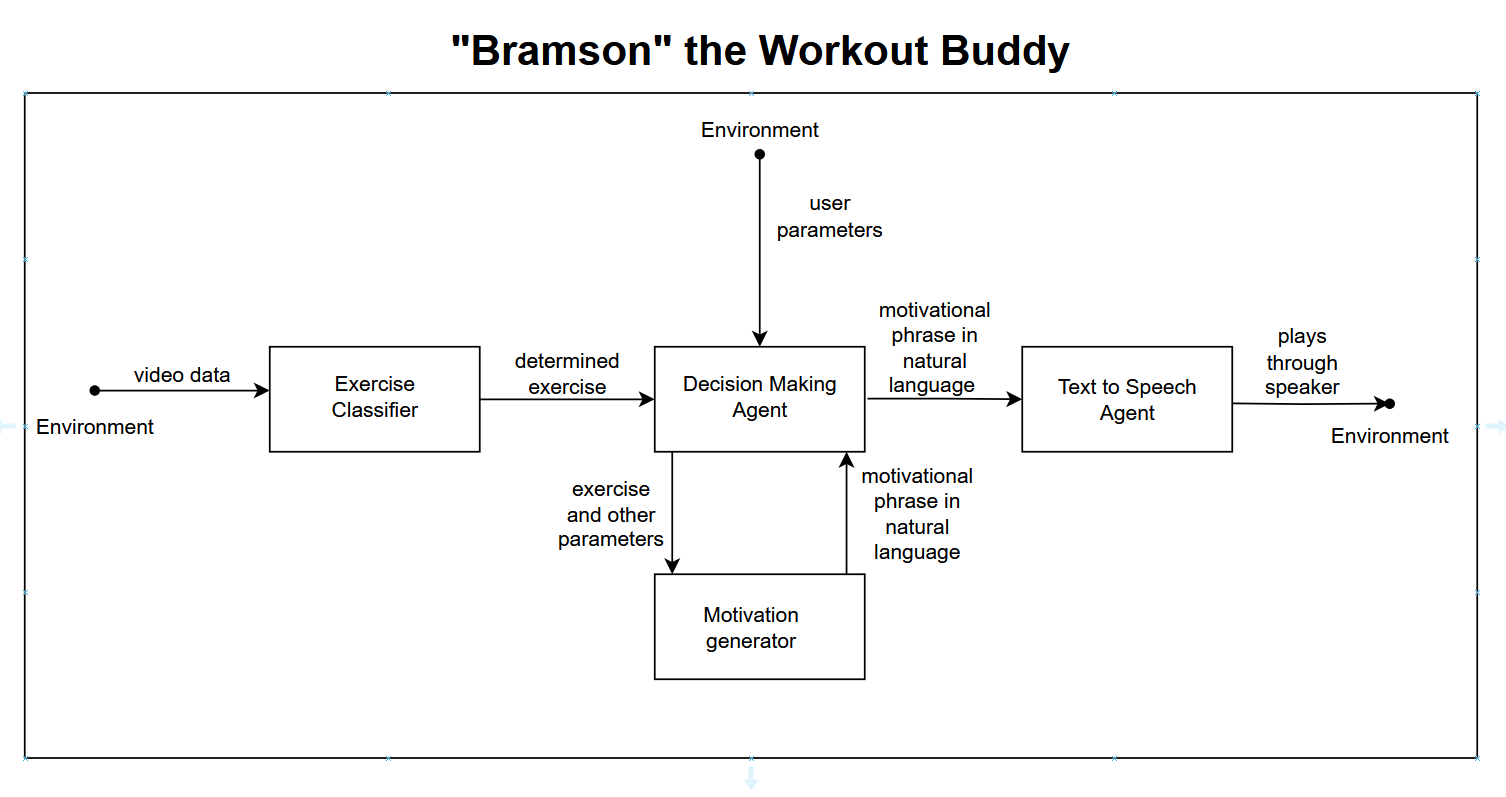 "Bramson" the Workout Buddy
Environment
user
parameters
video data
Environment
Exercise
Classifier
determined
exercise
Decision Making
Agent
motivational
phrase in
natural
language
Text to Speech
Agent
plays
through
speaker
Environment
exercise
and other
parameters
motivational
phrase in
natural
language
Motivation
generator